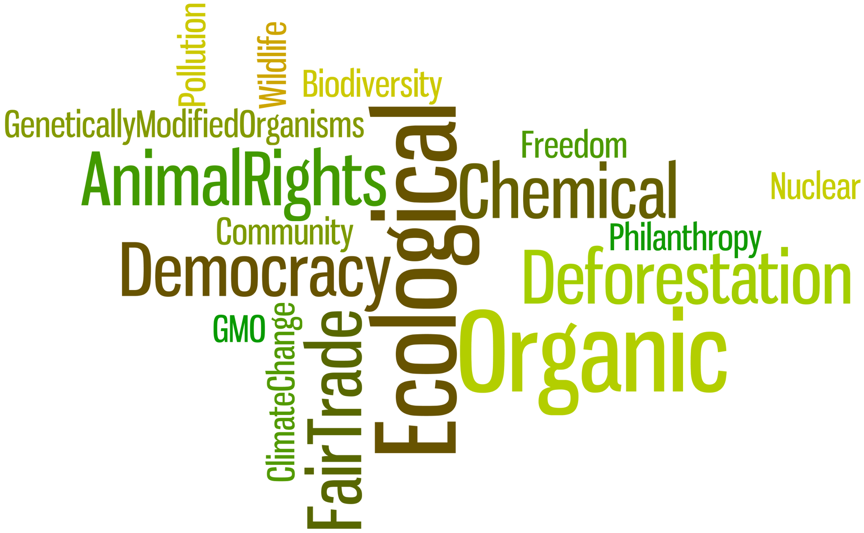 Pollution
Wildlife
Biodiversity
GeneticallyModifiedOrganisms
Ecological
Freedom
AnimalRights
Chemical
Nuclear
Community
Philanthropy
Democracy
Deforestation
GMO
ClimateChange
FairTrade
Organic